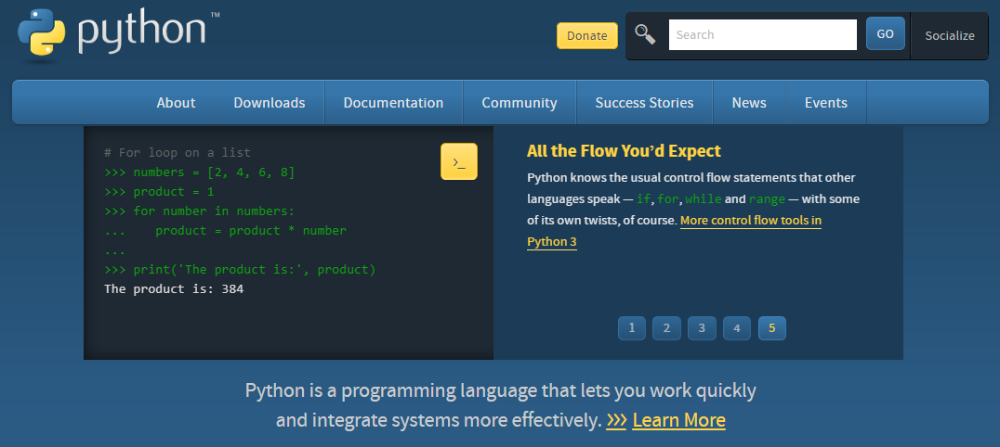 python™
Donate
Search
GO
Socialize
About Downloads Documentation Community Success Stories News Events
# For loop on a list
>>> numbers = [2, 4, 6, 8]
>>> product = 1
>>> for number in numbers:
...    product = product * number
...
>>> print('The product is:', product)
The product is: 384
>_
All the Flow You’d Expect
Python knows the usual control flow statements that other
languages speak — if, for, while and range — with some
of its own twists, of course. More control flow tools in
Python 3
1 2 3 4 5
Python is a programming language that lets you work quickly
and integrate systems more effectively. >>> Learn More